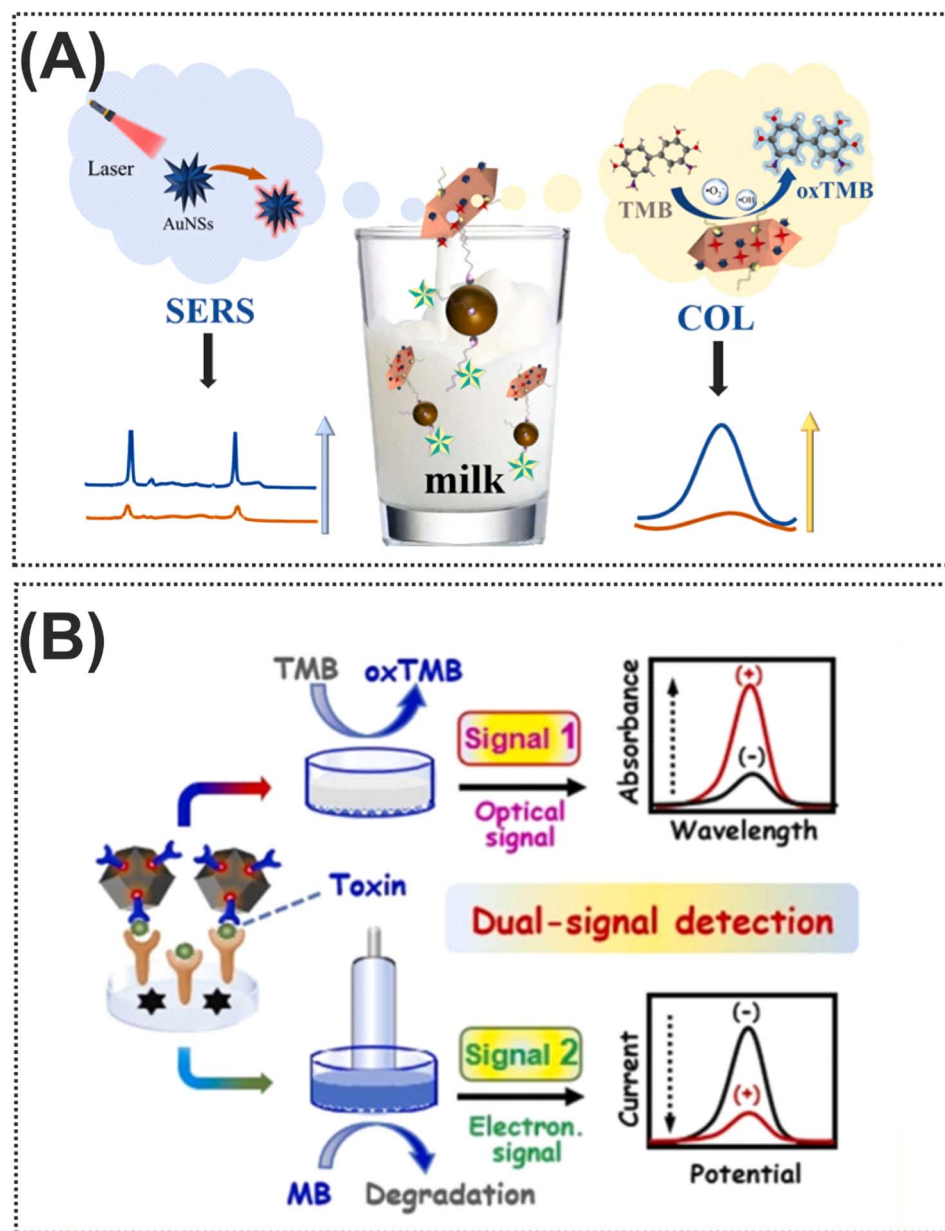 (A)
Laser
AuNSs
SERS
milk
TMB
•O₂
•OH
oxTMB
COL
(B)
TMB oxTMB
Signal 1
Optical
signal
Absorbance
(+)
(-)
Wavelength
Toxin
Dual-signal detection
Signal 2
Electron.
signal
MB Degradation
Current
(-)
(+)
Potential